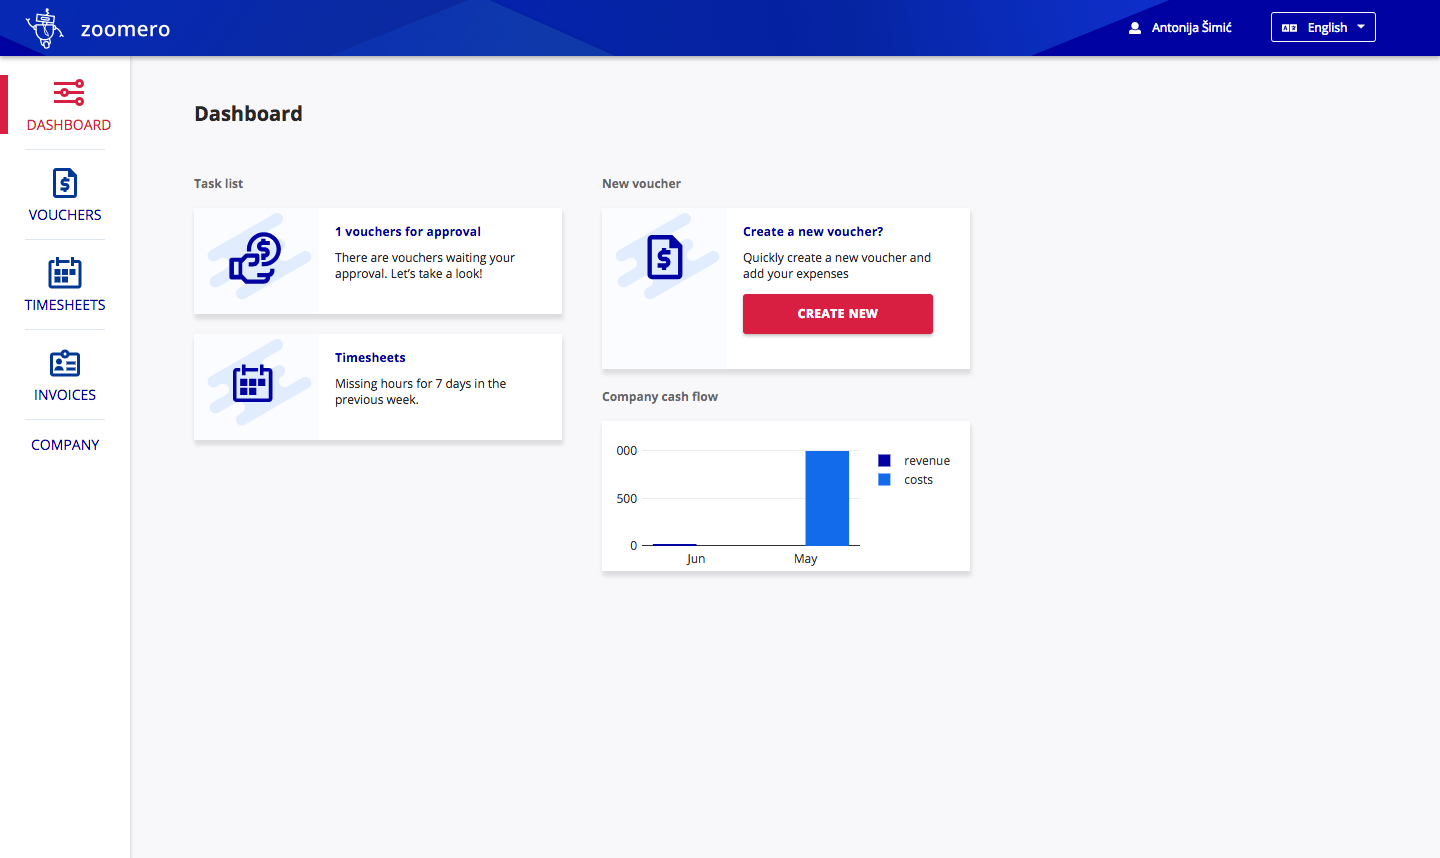 zoomero
Antonija Šimić
English
DASHBOARD
VOUCHERS
TIMESHEETS
INVOICES
COMPANY
Dashboard
Task list
1 vouchers for approval
There are vouchers waiting your
approval. Let's take a look!
Timesheets
Missing hours for 7 days in the
previous week.
New voucher
Create a new voucher?
Quickly create a new voucher and
add your expenses
CREATE NEW
Company cash flow
000
500
0
Jun
May
revenue
costs